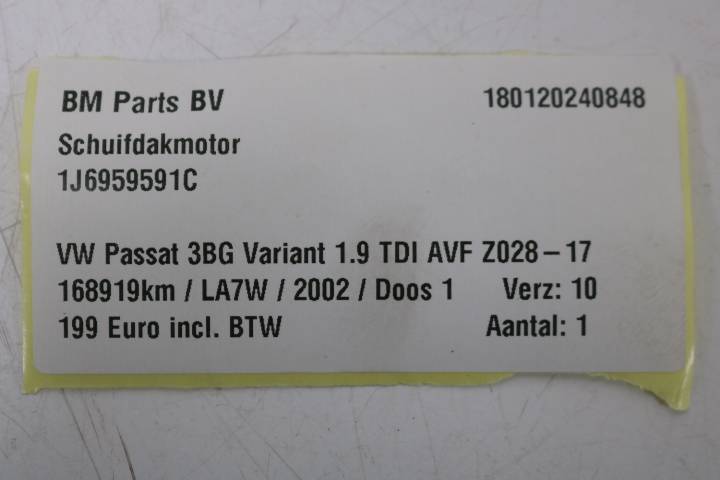 BM Parts BV 180120240848
Schuifdakmotor
1J6959591C
VW Passat 3BG Variant 1.9 TDI AVF Z028-17
168919km / LA7W / 2002 / Doos 1 Verz: 10
199 Euro incl. BTW Aantal: 1